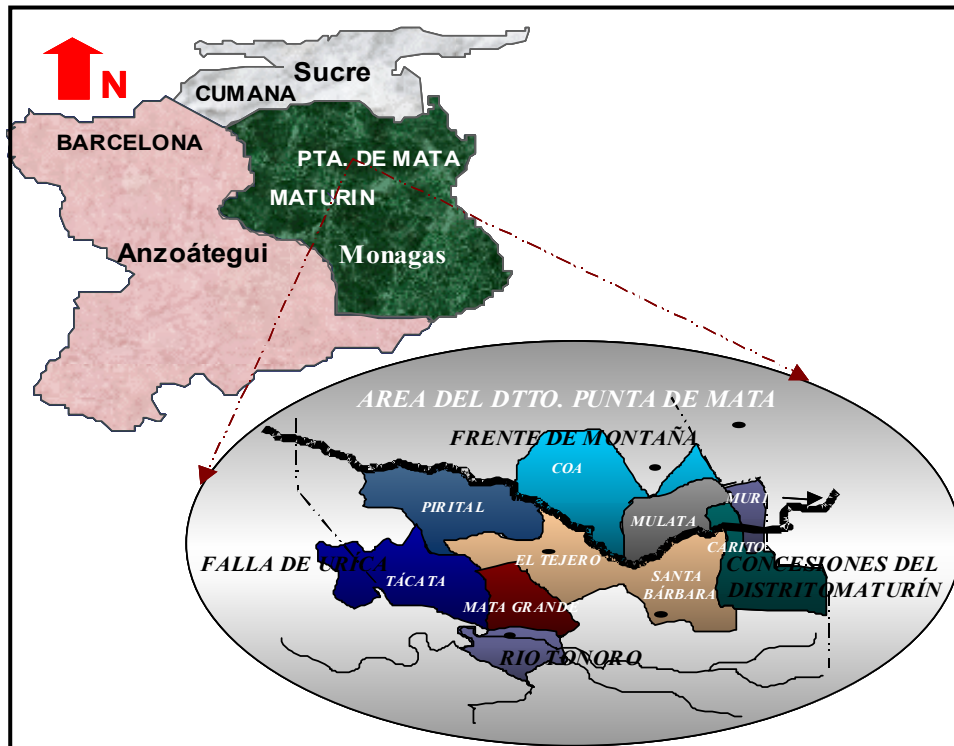 N
Sucre
CUMANA
BARCELONA
PTA. DE MATA
MATURIN
Anzoátegui
Monagas
AREA DEL DTTO. PUNTA DE MATA
FRENTE DE MONTAÑA
COA
PIRITAL
MULATA
MURI
CARITO
FALLA DE URICA
EL TEJERO
CONCESIONES DEL
DISTRITOMATURÍN
TÁCATA
SANTA
BÁRBARA
MATA GRANDE
RIO TONORO